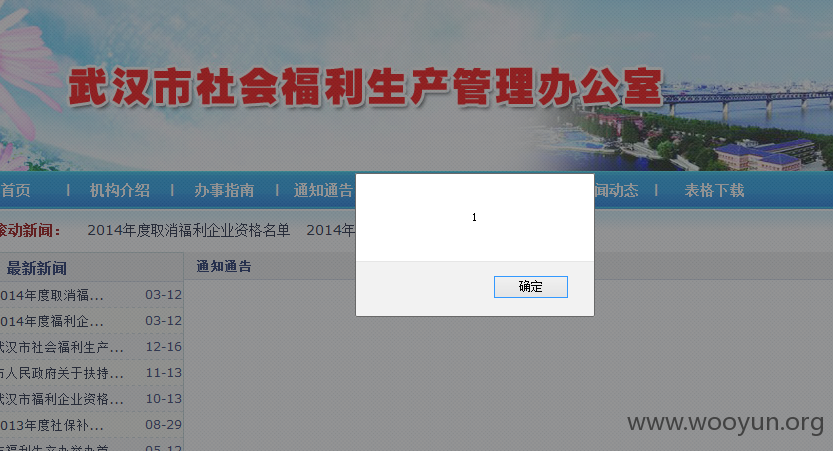 武汉市社会福利生产管理办公室
首页 | 机构介绍 | 办事指南 | 通知通告
闻动态 | 表格下载
滚动新闻： 2014年度取消福利企业资格名单 2014年
1
确定
最新新闻
014年度取消福... 03-12
014年度福利企... 03-12
武汉市社会福利生产... 12-16
市人民政府关于扶持... 11-13
武汉市福利企业资格... 10-13
013年度社保补... 08-29
05-12
通知通告
www.wooyun.org